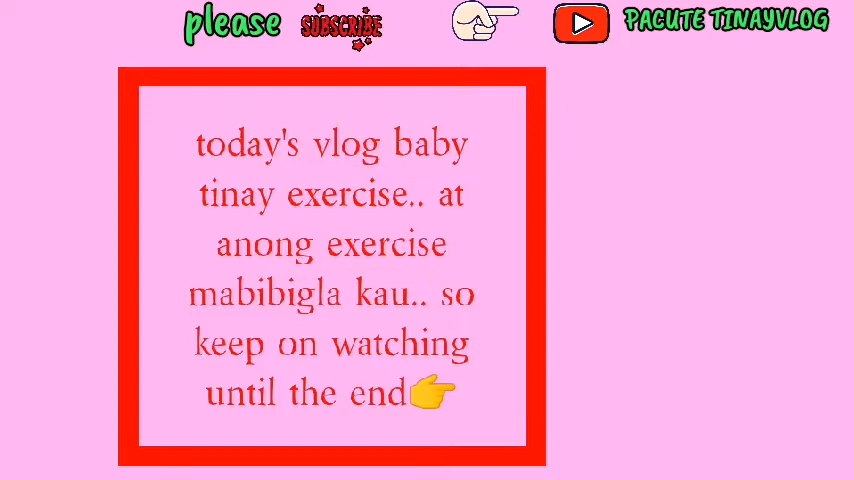 please SUBSCRIBE PACUTE TINAYVLOG
today's vlog baby
tinay exercise.. at
anong exercise
mabibigla kau.. so
keep on watching
until the end👉